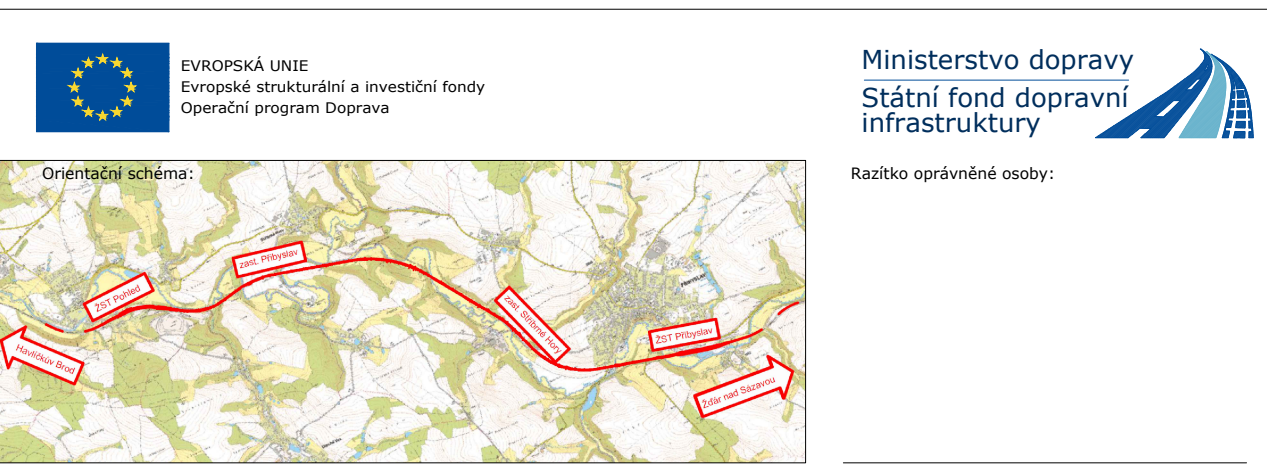 EVROPSKÁ UNIE
Evropské strukturální a investiční fondy
Operační program Doprava
Ministerstvo dopravy
Státní fond dopravní
infrastruktury
Orientační schéma:
Razítko oprávněné osoby:
zast. Přibyslav
ŽST Pohled
zast. Stříbrné Hory
ŽST Přibyslav
Havlíčkův Brod
Žďár nad Sázavou